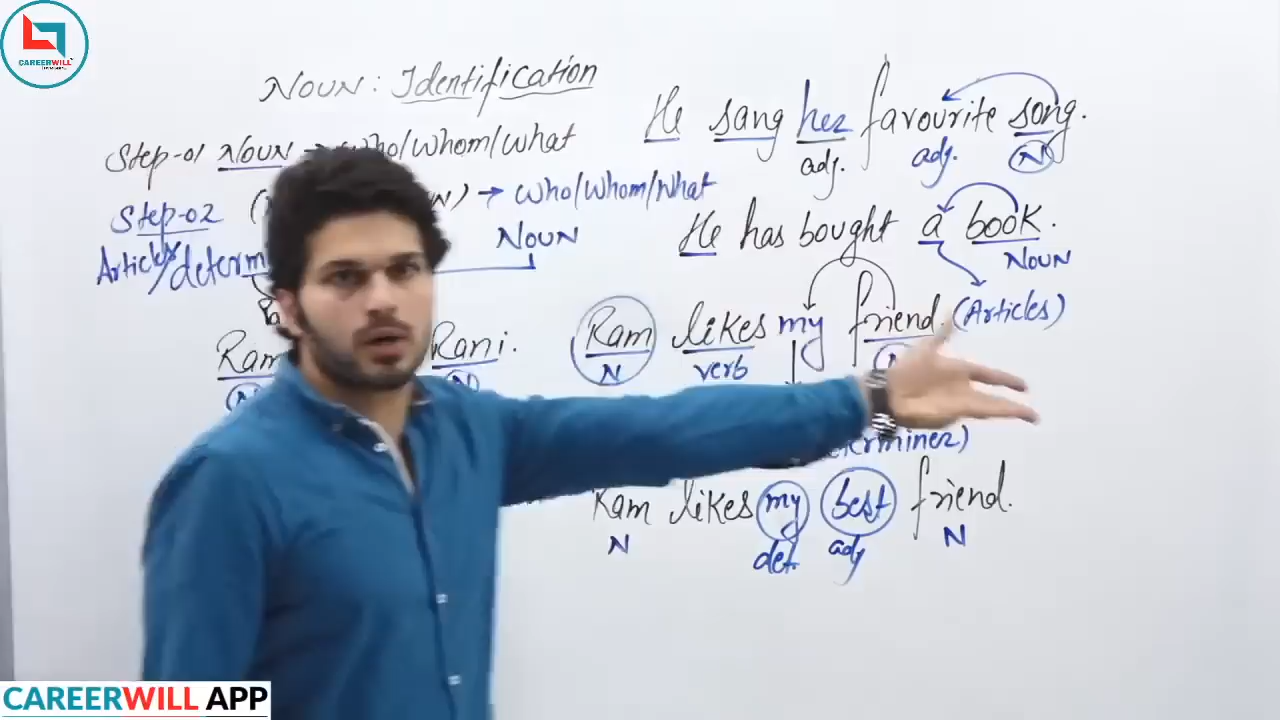 CAREERWILL
Noun: Identification
Step-01 Noun → Who/Whom/What
Step-02 ( N) → Who/Whom/What
Articles/determ
Noun
Ram Rani.
N N
He sang her favourite song.
adj. adj. N
He has bought a book.
Noun
(Articles)
Ram likes my friend.
N verb N
erminer)
Ram likes my best friend.
N det. adj N
CAREERWILL APP